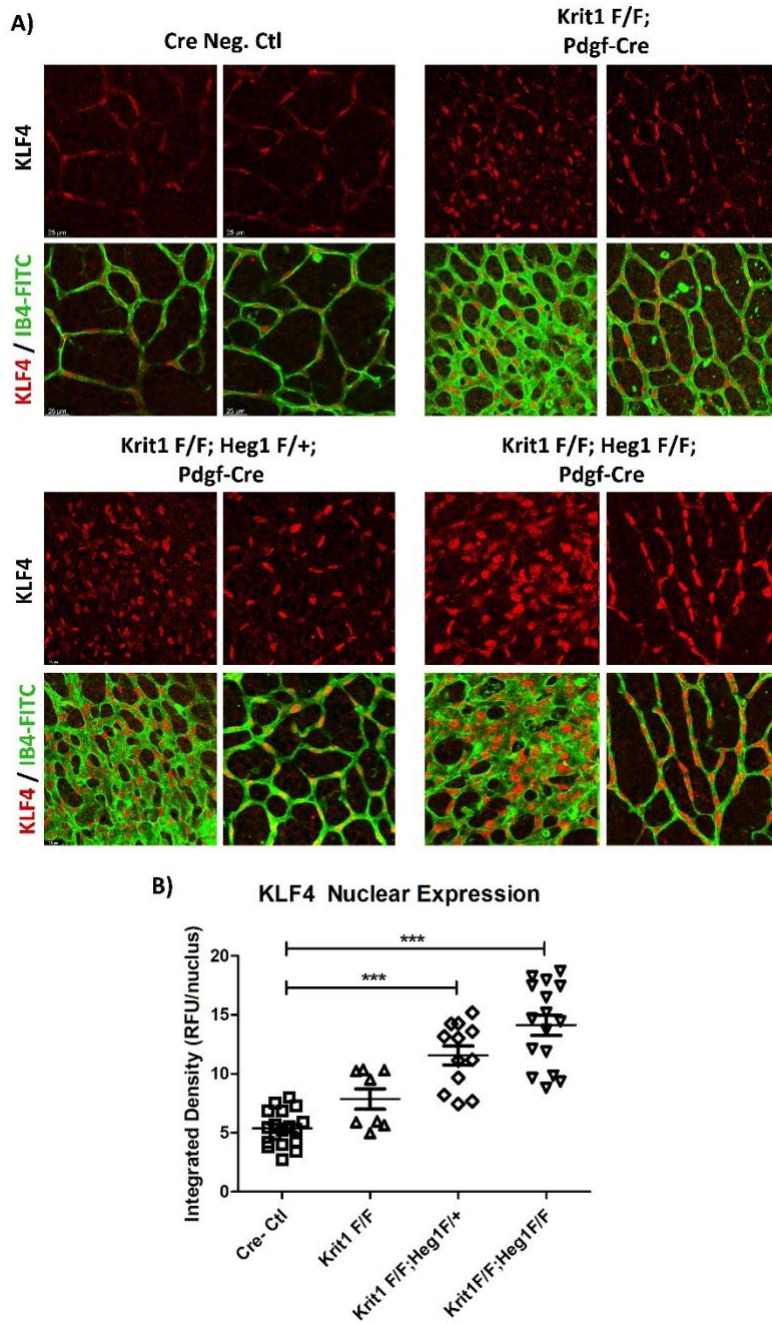 A)
Cre Neg. Ctl
Krit1 F/F;
Pdgf-Cre
KLF4
25 µm
25 µm
KLF4 / IB4-FITC
25 µm
25 µm
Krit1 F/F; Heg1 F/+;
Pdgf-Cre
Krit1 F/F; Heg1 F/F;
Pdgf-Cre
KLF4
KLF4 / IB4-FITC
B)
KLF4 Nuclear Expression
***
***
Integrated Density (RFU/nuclus)
20
15
10
5
0
Cre- Ctl
Krit1 F/F
Krit1 F/F;Heg1F/+
Krit1F/F;Heg1F/F